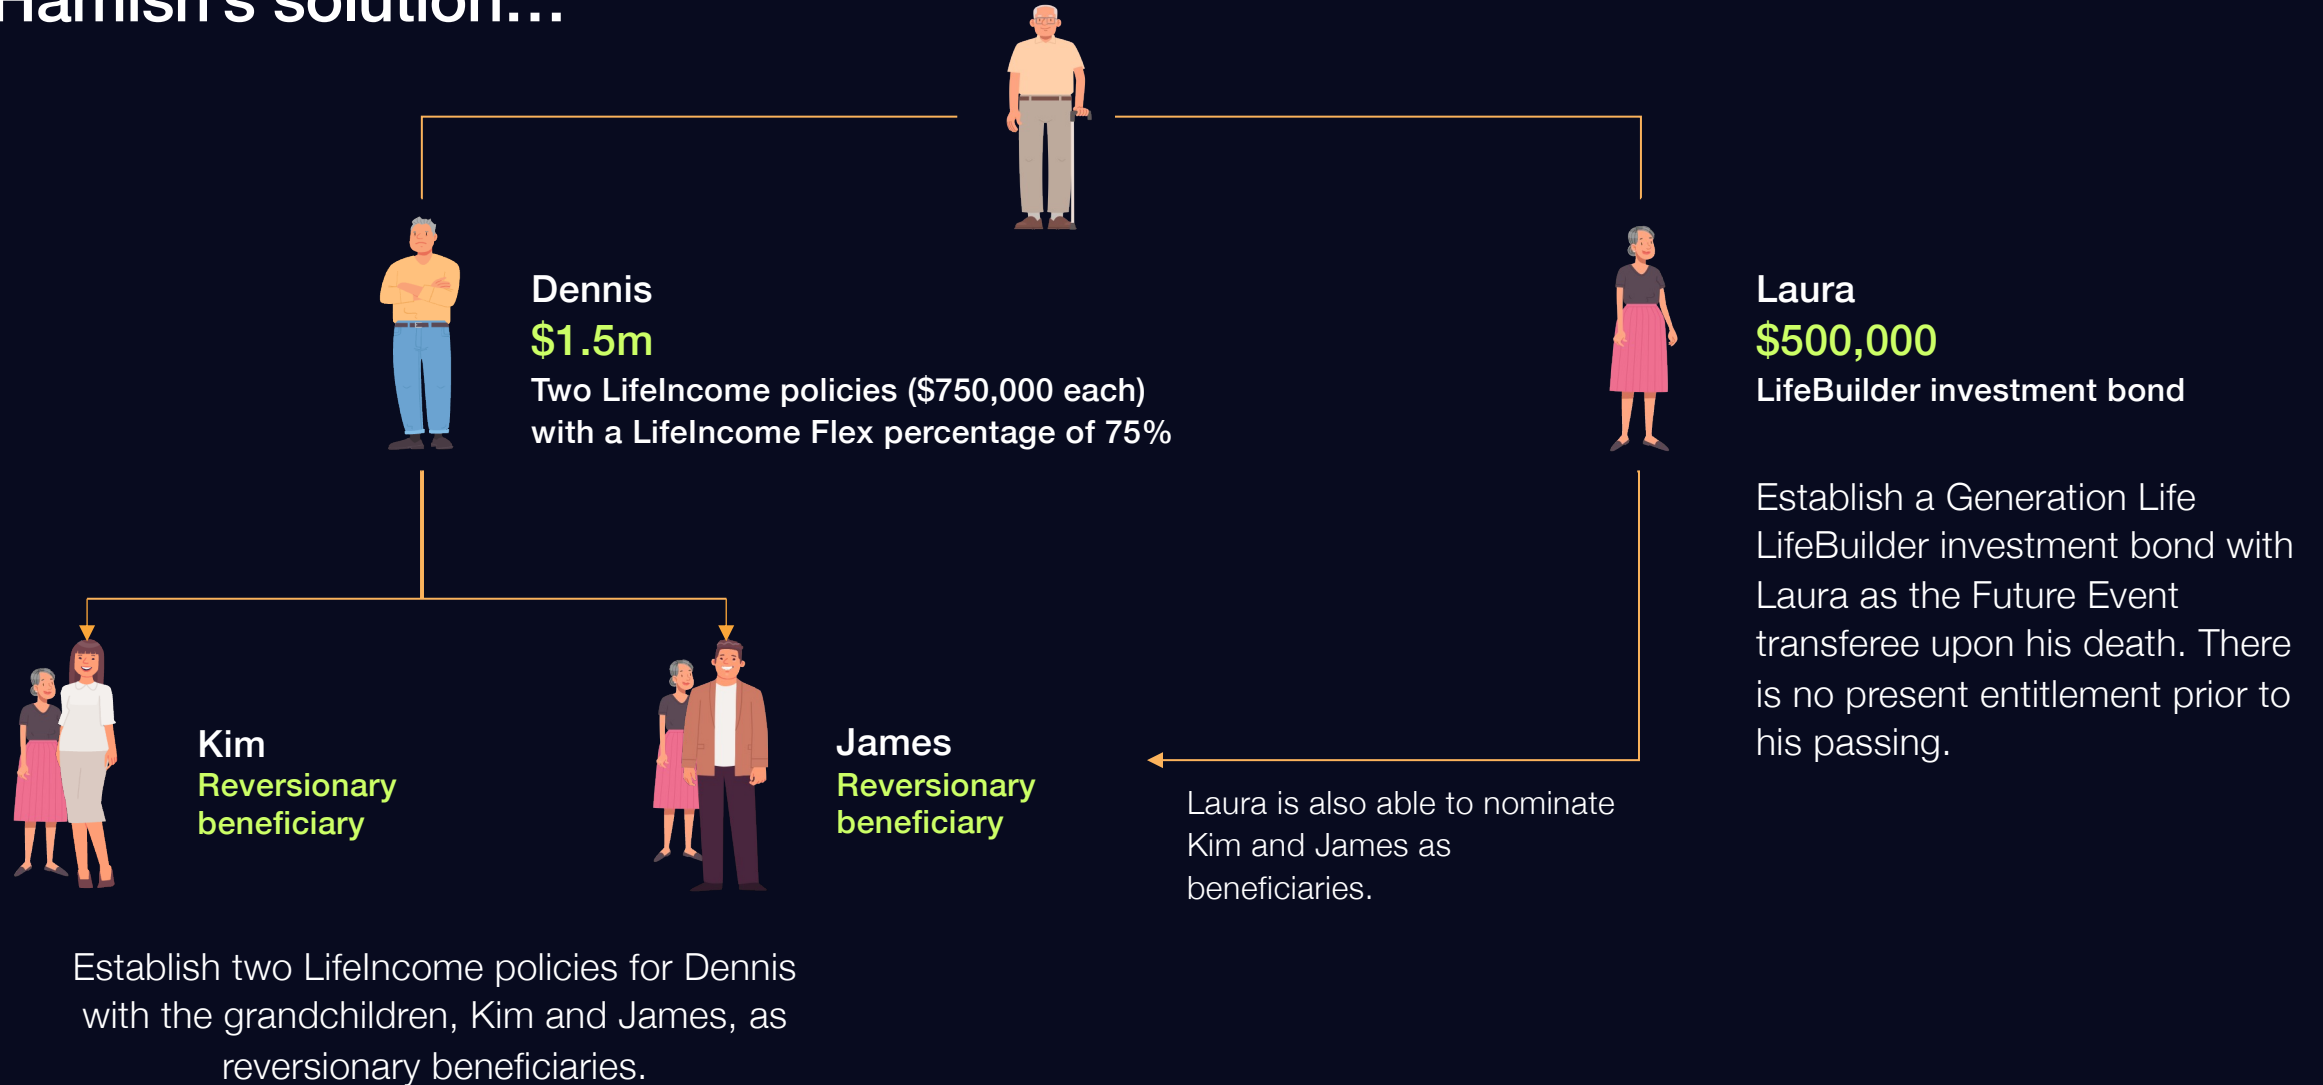 Hamish's solution...
Dennis
$1.5m
Two LifeIncome policies ($750,000 each)
with a LifeIncome Flex percentage of 75%
Laura
$500,000
LifeBuilder investment bond
Establish a Generation Life
LifeBuilder investment bond with
Laura as the Future Event
transferee upon his death. There
is no present entitlement prior to
his passing.
Kim
Reversionary
beneficiary
James
Reversionary
beneficiary
Laura is also able to nominate
Kim and James as
beneficiaries.
Establish two LifeIncome policies for Dennis
with the grandchildren, Kim and James, as
reversionary beneficiaries.